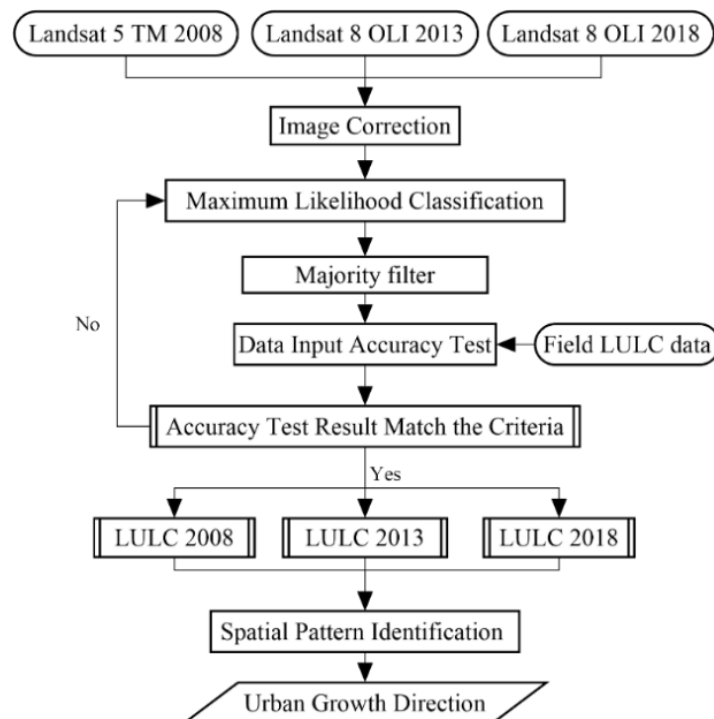 Landsat 5 TM 2008
Landsat 8 OLI 2013
Landsat 8 OLI 2018
Image Correction
Maximum Likelihood Classification
Majority filter
No
Data Input Accuracy Test
Field LULC data
Accuracy Test Result Match the Criteria
Yes
LULC 2008
LULC 2013
LULC 2018
Spatial Pattern Identification
Urban Growth Direction